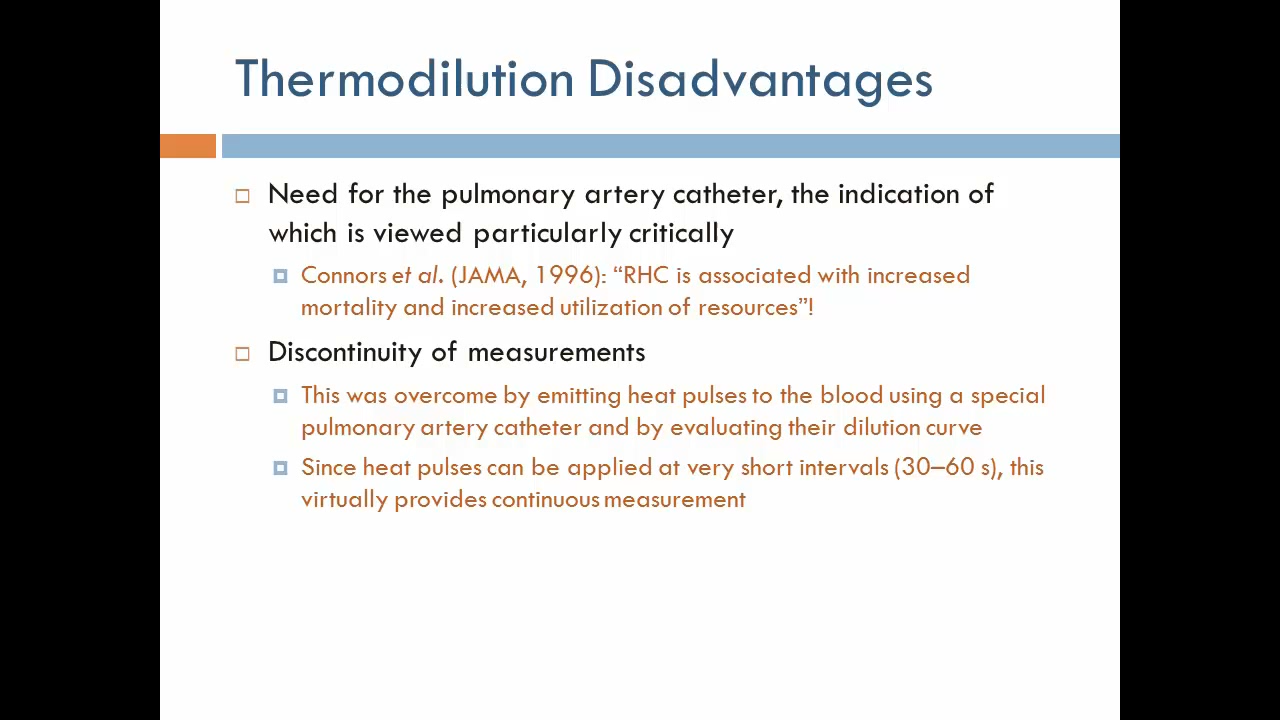 Thermodilution Disadvantages
Need for the pulmonary artery catheter, the indication of
which is viewed particularly critically
Connors et al. (JAMA, 1996): “RHC is associated with increased
mortality and increased utilization of resources”!
Discontinuity of measurements
This was overcome by emitting heat pulses to the blood using a special
pulmonary artery catheter and by evaluating their dilution curve
Since heat pulses can be applied at very short intervals (30–60 s), this
virtually provides continuous measurement